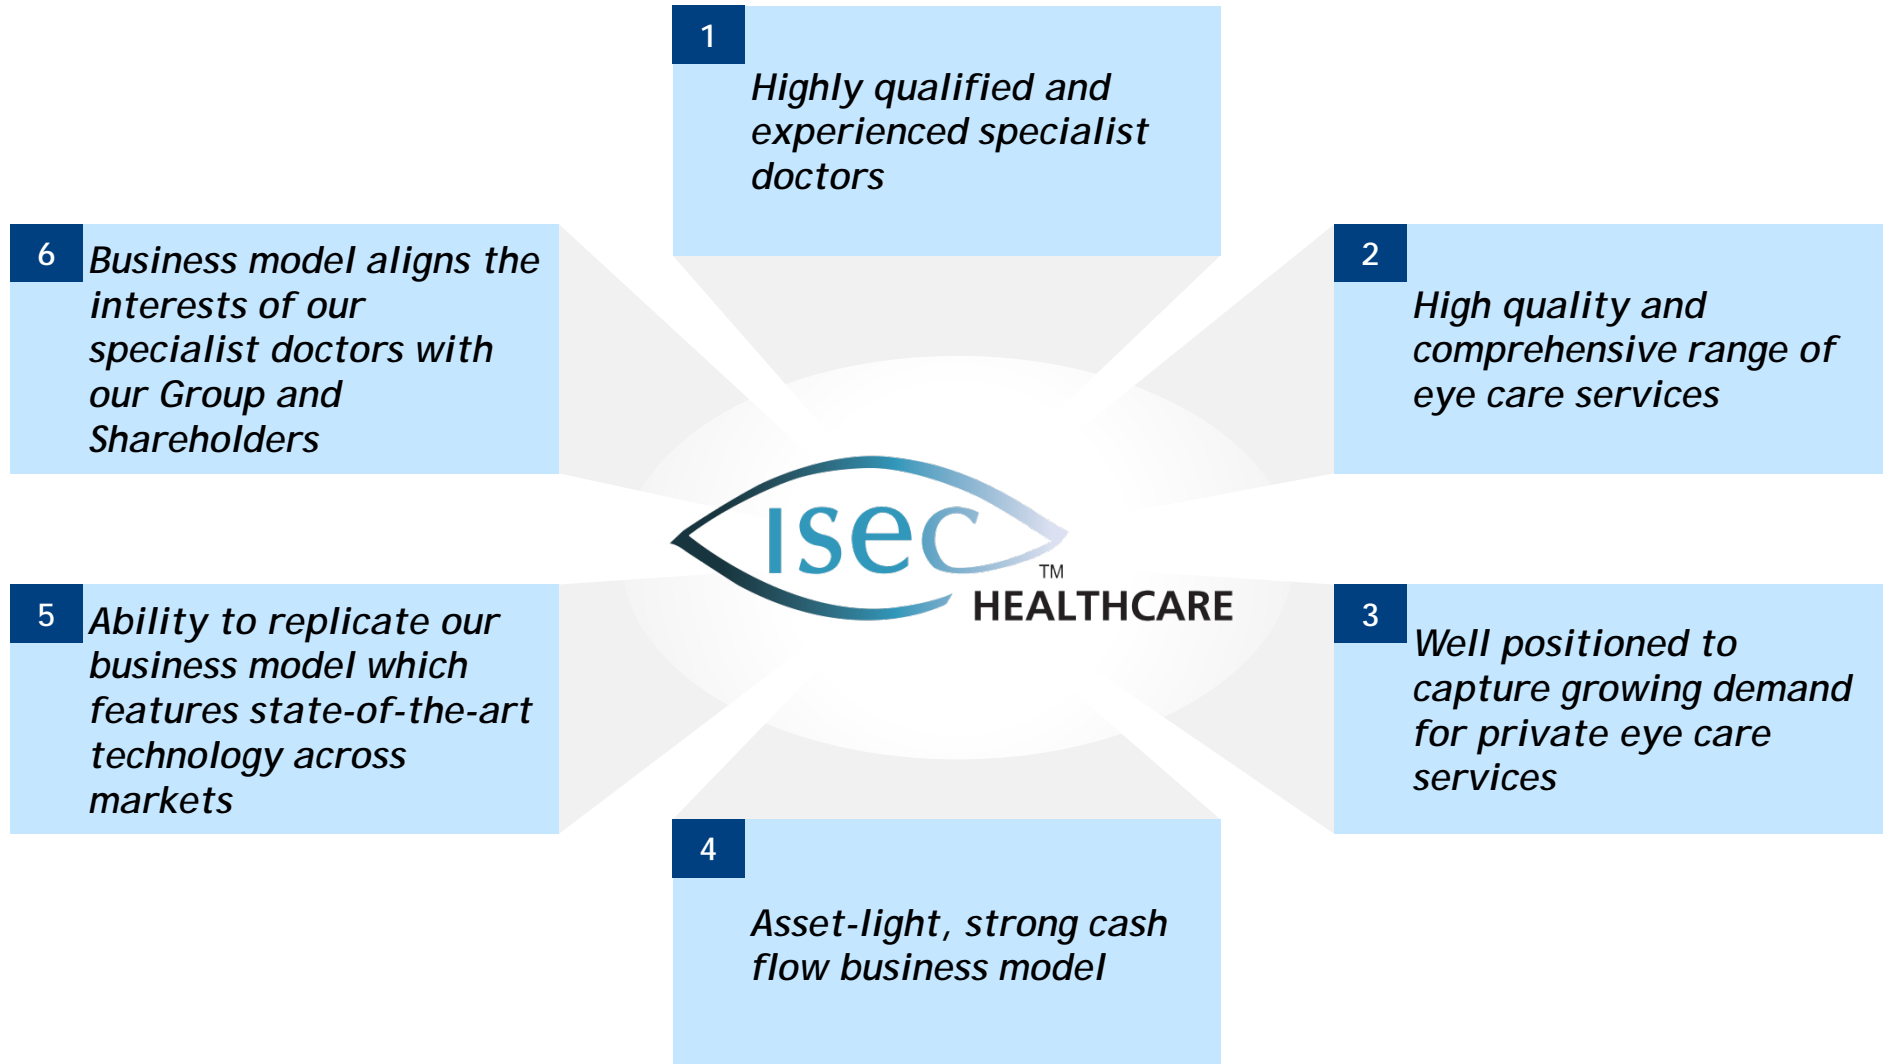 1
Highly qualified and
experienced specialist
doctors
2
High quality and
comprehensive range of
eye care services
3
Well positioned to
capture growing demand
for private eye care
services
4
Asset-light, strong cash
flow business model
5
Ability to replicate our
business model which
features state-of-the-art
technology across
markets
6
Business model aligns the
interests of our
specialist doctors with
our Group and
Shareholders
ISEC
TM
HEALTHCARE